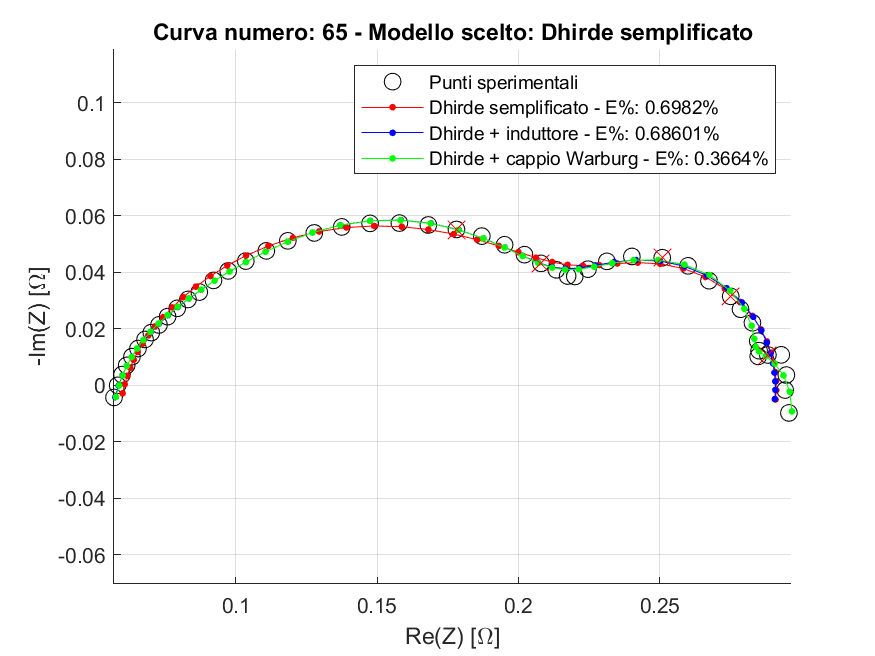 Curva numero: 65 - Modello scelto: Dhirde semplificato
Punti sperimentali
Dhirde semplificato - E%: 0.6982%
Dhirde + induttore - E%: 0.68601%
Dhirde + cappio Warburg - E%: 0.3664%
0.1
0.08
0.06
0.04
0.02
0
-0.02
-0.04
-0.06
-Im(Z) [Ω]
0.1 0.15 0.2 0.25
Re(Z) [Ω]